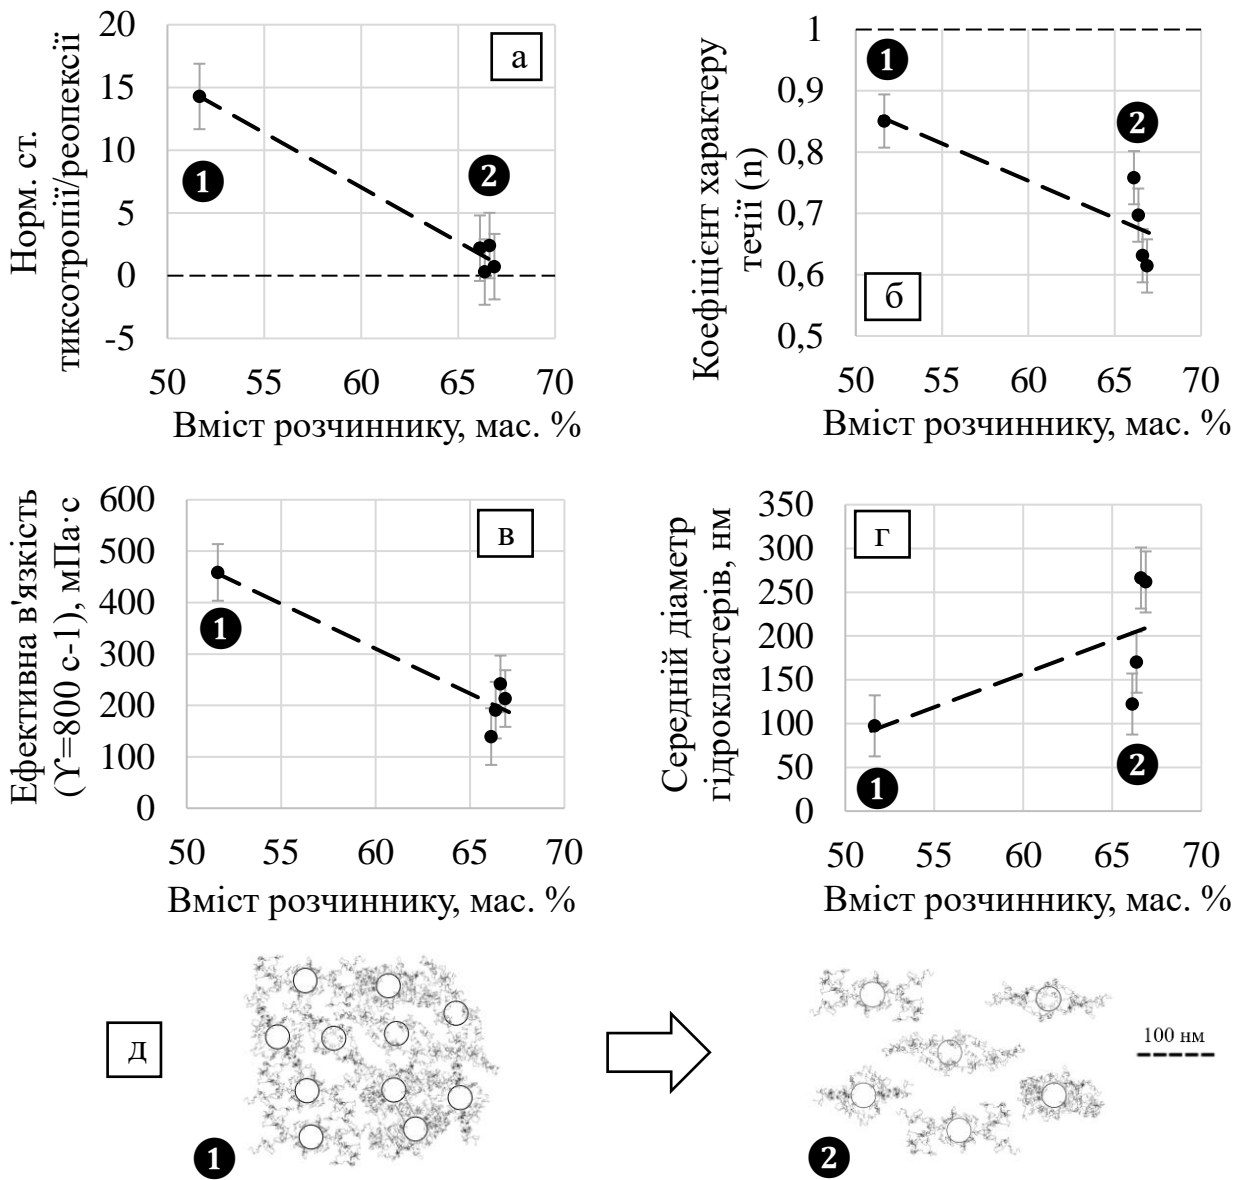 Норм. ст.
тиксотропії/реопексії
20
15
10
5
0
-5
а
1
2
50 55 60 65 70
Вміст розчиннику, мас. %
Коефіцієнт характеру
течії (n)
1
0,9
0,8
0,7
0,6
0,5
1
2
б
50 55 60 65 70
Вміст розчиннику, мас. %
Ефективна в'язкість
(ϒ=800 с-1), мПа·с
600
500
400
300
200
100
0
в
1
2
50 55 60 65 70
Вміст розчиннику, мас. %
Середній діаметр
гідрокластерів, нм
350
300
250
200
150
100
50
0
г
1
2
50 55 60 65 70
Вміст розчиннику, мас. %
д
1
2
100 нм